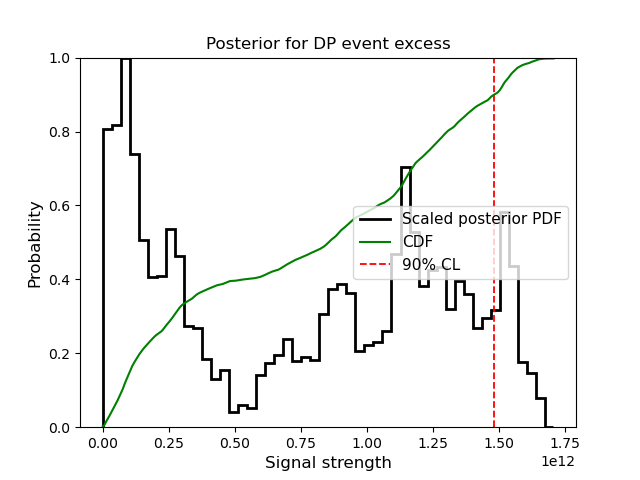 Posterior for DP event excess
1.0
0.8
0.6
0.4
0.2
0.0
Probability
Scaled posterior PDF
CDF
90% CL
0.00 0.25 0.50 0.75 1.00 1.25 1.50 1.75
1e12
Signal strength